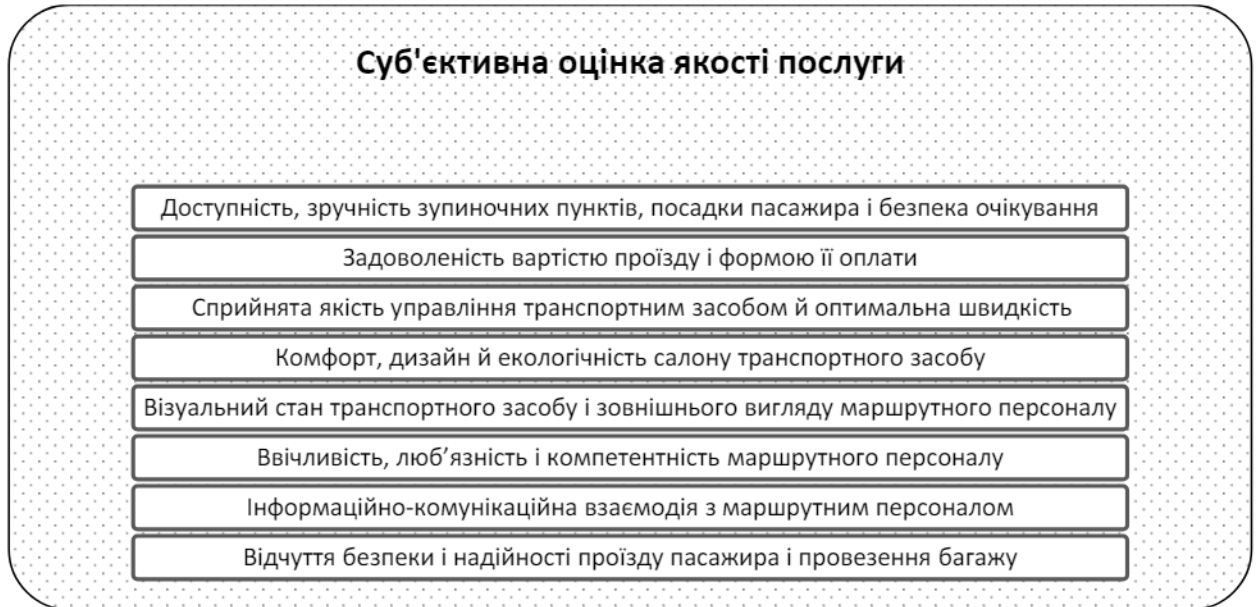 Суб'єктивна оцінка якості послуги
Доступність, зручність зупиночних пунктів, посадки пасажира і безпека очікування
Задоволеність вартістю проїзду і формою її оплати
Сприйнята якість управління транспортним засобом й оптимальна швидкість
Комфорт, дизайн й екологічність салону транспортного засобу
Візуальний стан транспортного засобу і зовнішнього вигляду маршрутного персоналу
Ввічливість, люб’язність і компетентність маршрутного персоналу
Інформаційно-комунікаційна взаємодія з маршрутним персоналом
Відчуття безпеки і надійності проїзду пасажира і провезення багажу